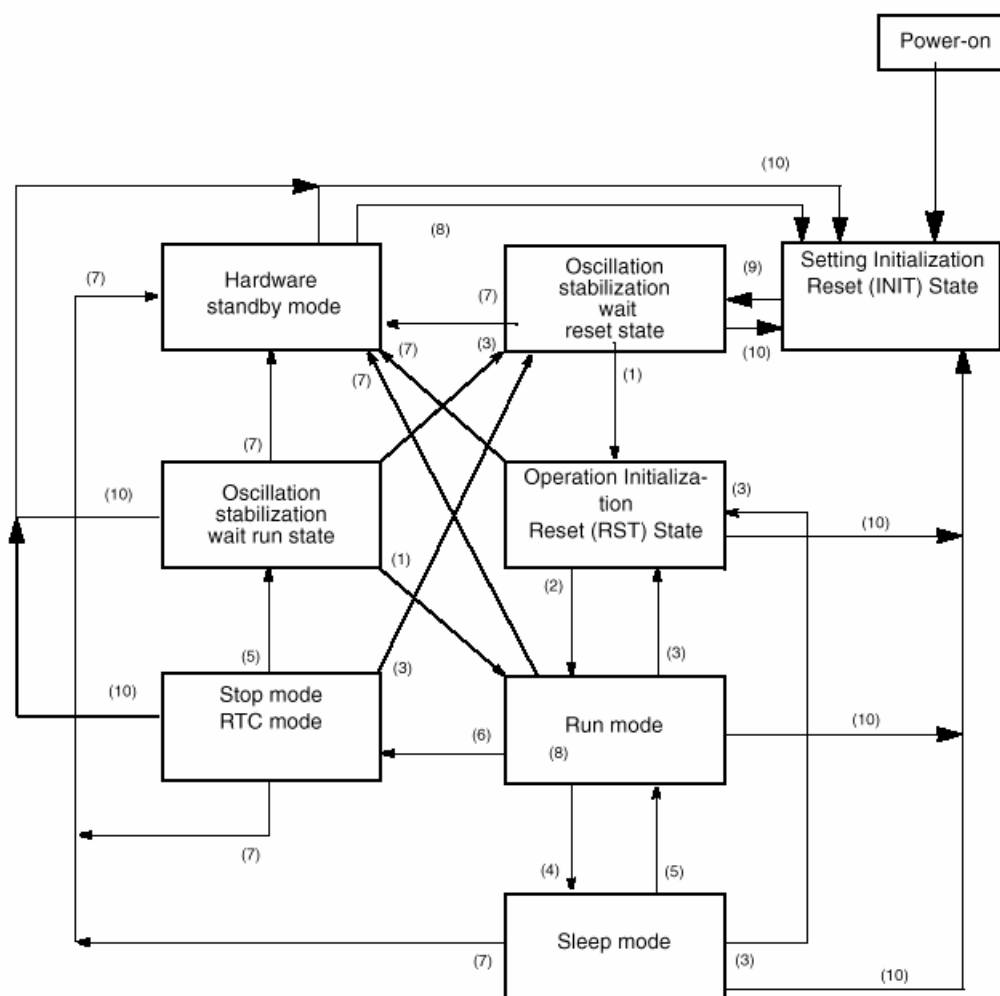 Power-on
(10)
(8)
(7)
Hardware
standby mode
Oscillation
stabilization
wait
reset state
(9)
Setting Initialization
Reset (INIT) State
(7)
(3)
(7)
(7)
(10)
(1)
(7)
(10)
Oscillation
stabilization
wait run state
Operation Initializa-
tion
Reset (RST) State
(3)
(10)
(1)
(2)
(5)
(3)
(3)
(10)
Stop mode
RTC mode
Run mode
(10)
(6)
(8)
(7)
(4)
(5)
Sleep mode
(7)
(3)
(10)